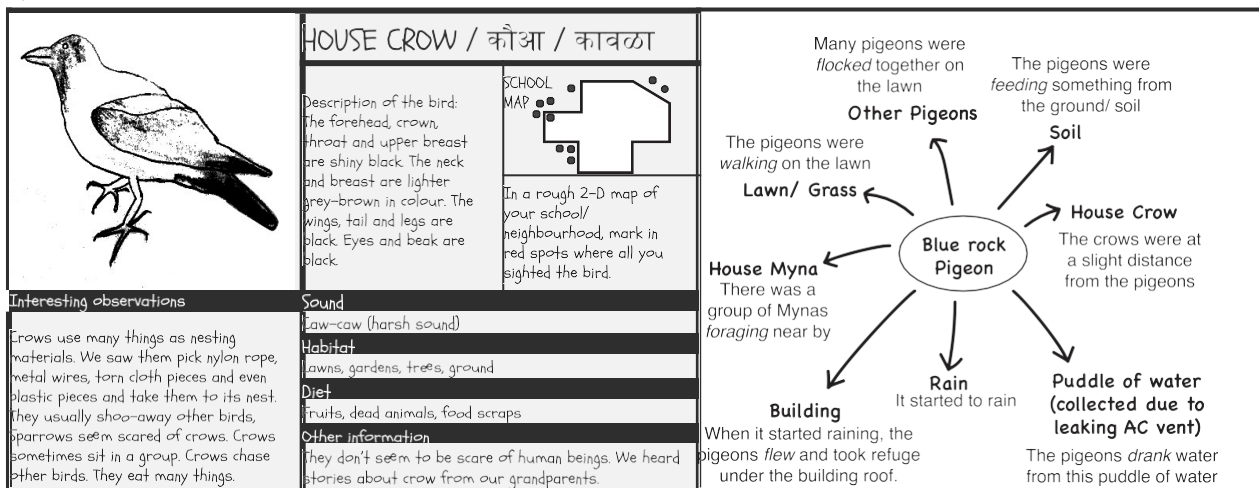 HOUSE CROW / कौआ / कावळा
Description of the bird:
The forehead, crown,
throat and upper breast
are shiny black. The neck
and breast are lighter
grey-brown in colour. The
wings, tail and legs are
black. Eyes and beak are
black.
SCHOOL
MAP
In a rough 2-D map of
your school/
neighbourhood, mark in
red spots where all you
sighted the bird.
Interesting observations
Crows use many things as nesting
materials. We saw them pick nylon rope,
metal wires, torn cloth pieces and even
plastic pieces and take them to its nest.
They usually shoo-away other birds,
Sparrows seem scared of crows. Crows
sometimes sit in a group. Crows chase
other birds. They eat many things.
Sound
Caw-caw (harsh sound)
Habitat
Lawns, gardens, trees, ground
Diet
Fruits, dead animals, food scraps
Other information
They don't seem to be scare of human beings. We heard
stories about crow from our grandparents.
Many pigeons were
flocked together on
the lawn
Other Pigeons
The pigeons were
feeding something from
the ground/ soil
Soil
The pigeons were
walking on the lawn
Lawn/ Grass
House Crow
The crows were at
a slight distance
from the pigeons
Blue rock
Pigeon
House Myna
There was a
group of Mynas
foraging near by
Building
When it started raining, the
pigeons flew and took refuge
under the building roof.
Rain
It started to rain
Puddle of water
(collected due to
leaking AC vent)
The pigeons drank water
from this puddle of water